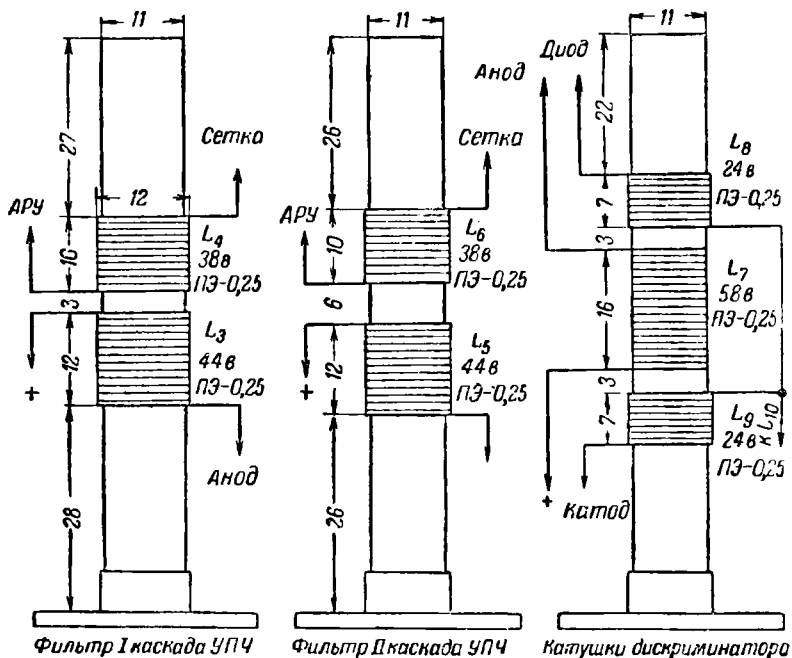 11
27
Сетка
12
АРУ
10
L4
38в
ПЭ-0,25
3
12
+
L3
44в
ПЭ-0,25
Анод
28
Фильтр I каскада УПЧ
11
26
Сетка
АРУ
10
L6
38в
ПЭ-0,25
6
12
+
L5
44в
ПЭ-0,25
26
Фильтр II каскада УПЧ
11
Диод
Анод
22
L8
24в
ПЭ-0,25
7
3
L7
58в
ПЭ-0,25
16
3
7
L9
24в
ПЭ-0,25
к L10
+
Катод
Катушки дискриминатора